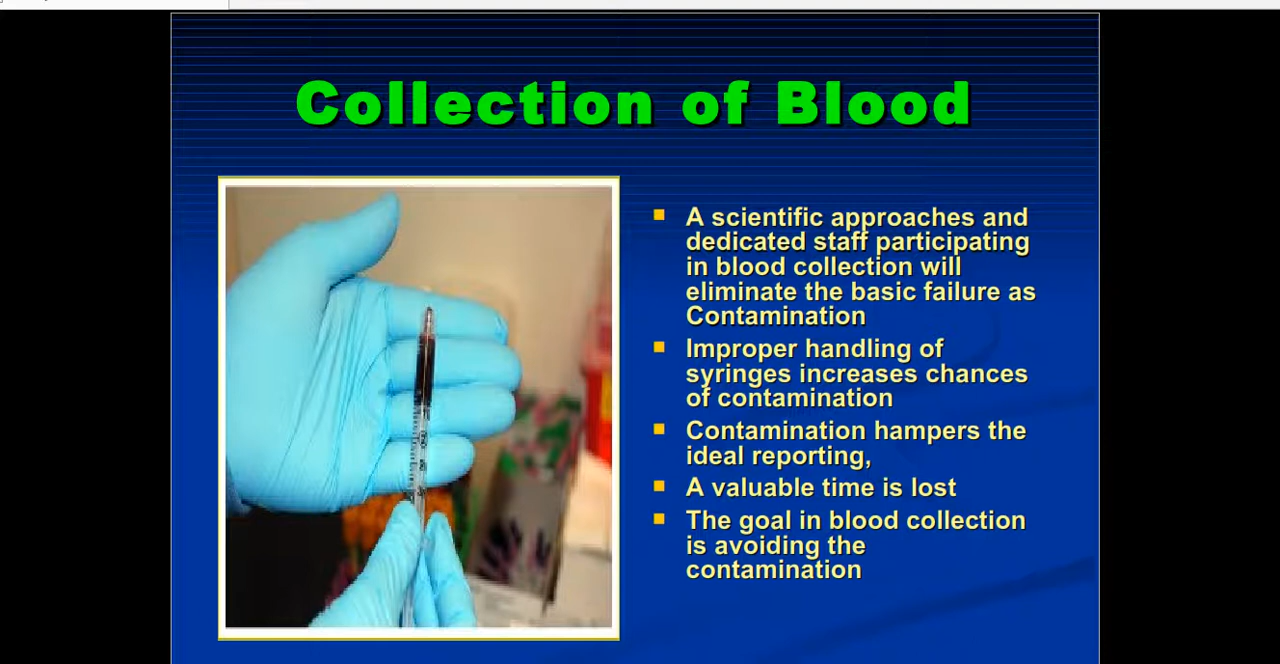 Collection of Blood
A scientific approaches and
dedicated staff participating
in blood collection will
eliminate the basic failure as
Contamination
Improper handling of
syringes increases chances
of contamination
Contamination hampers the
ideal reporting,
A valuable time is lost
The goal in blood collection
is avoiding the
contamination